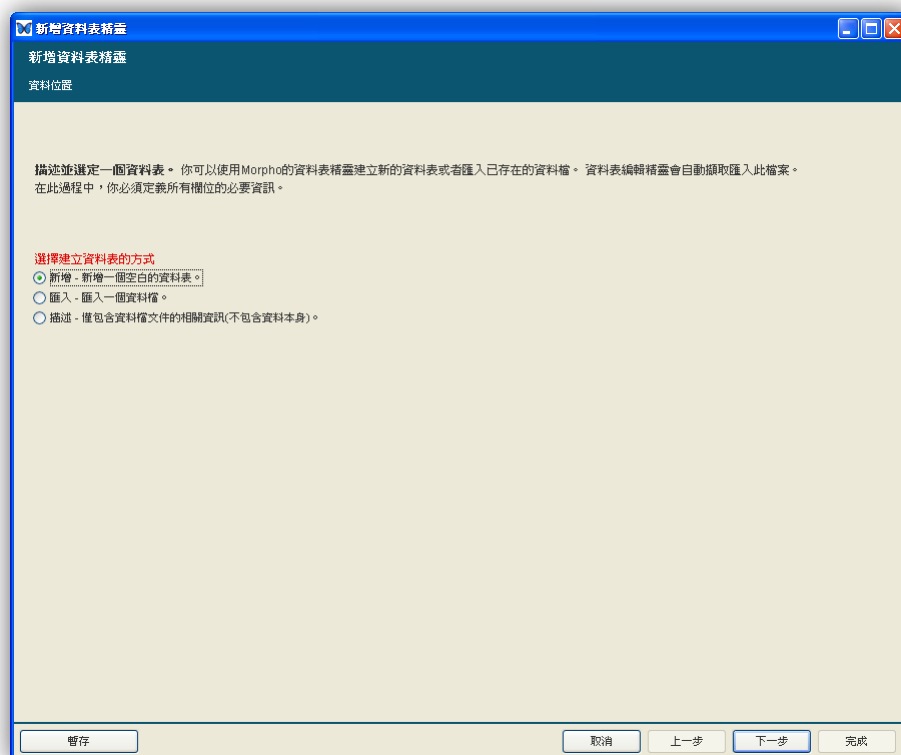 新增資料表精靈
新增資料表精靈
資料位置
描述並選定一個資料表。 你可以使用Morpho的資料表精靈建立新的資料表或者匯入已存在的資料檔。 資料表編輯精靈會自動擷取匯入此檔案。
在此過程中，你必須定義所有欄位的必要資訊。
選擇建立資料表的方式
新增 - 新增一個空白的資料表。
匯入 - 匯入一個資料檔。
描述 - 僅包含資料檔文件的相關資訊(不包含資料本身)。
暫存 取消 上一步 下一步 完成